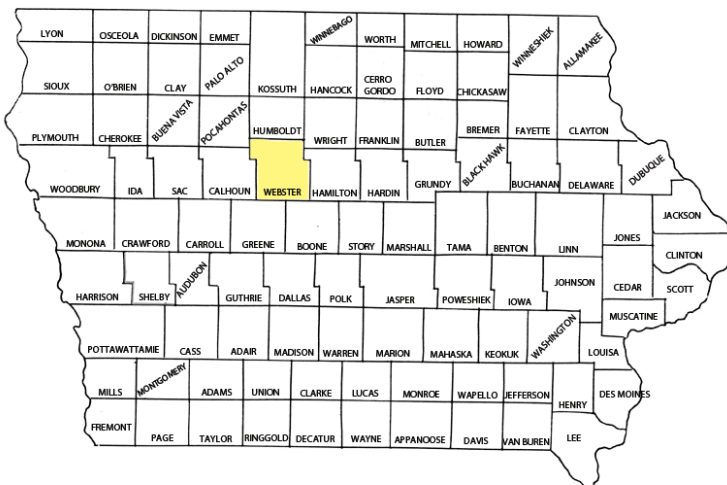 LYON OSCEOLA DICKINSON EMMET WINNEBAGO WORTH MITCHELL HOWARD WINNESHIEK ALLAMAKEE
SIOUX O'BRIEN CLAY PALO ALTO KOSSUTH HANCOCK CERRO
GORDO FLOYD CHICKASAW
PLYMOUTH CHEROKEE BUENA VISTA POCAHONTAS HUMBOLDT WRIGHT FRANKLIN BUTLER BREMER FAYETTE CLAYTON
WOODBURY IDA SAC CALHOUN WEBSTER HAMILTON HARDIN GRUNDY BLACK HAWK BUCHANAN DELAWARE DUBUQUE
MONONA CRAWFORD CARROLL GREENE BOONE STORY MARSHALL TAMA BENTON LINN JONES JACKSON
CLINTON
HARRISON SHELBY AUDUBON GUTHRIE DALLAS POLK JASPER POWESHIEK IOWA JOHNSON CEDAR SCOTT
MUSCATINE
POTTAWATTAMIE CASS ADAIR MADISON WARREN MARION MAHASKA KEOKUK WASHINGTON LOUISA
MILLS MONTGOMERY ADAMS UNION CLARKE LUCAS MONROE WAPELLO JEFFERSON HENRY DES MOINES
FREMONT PAGE TAYLOR RINGGOLD DECATUR WAYNE APPANOOSE DAVIS VAN BUREN LEE